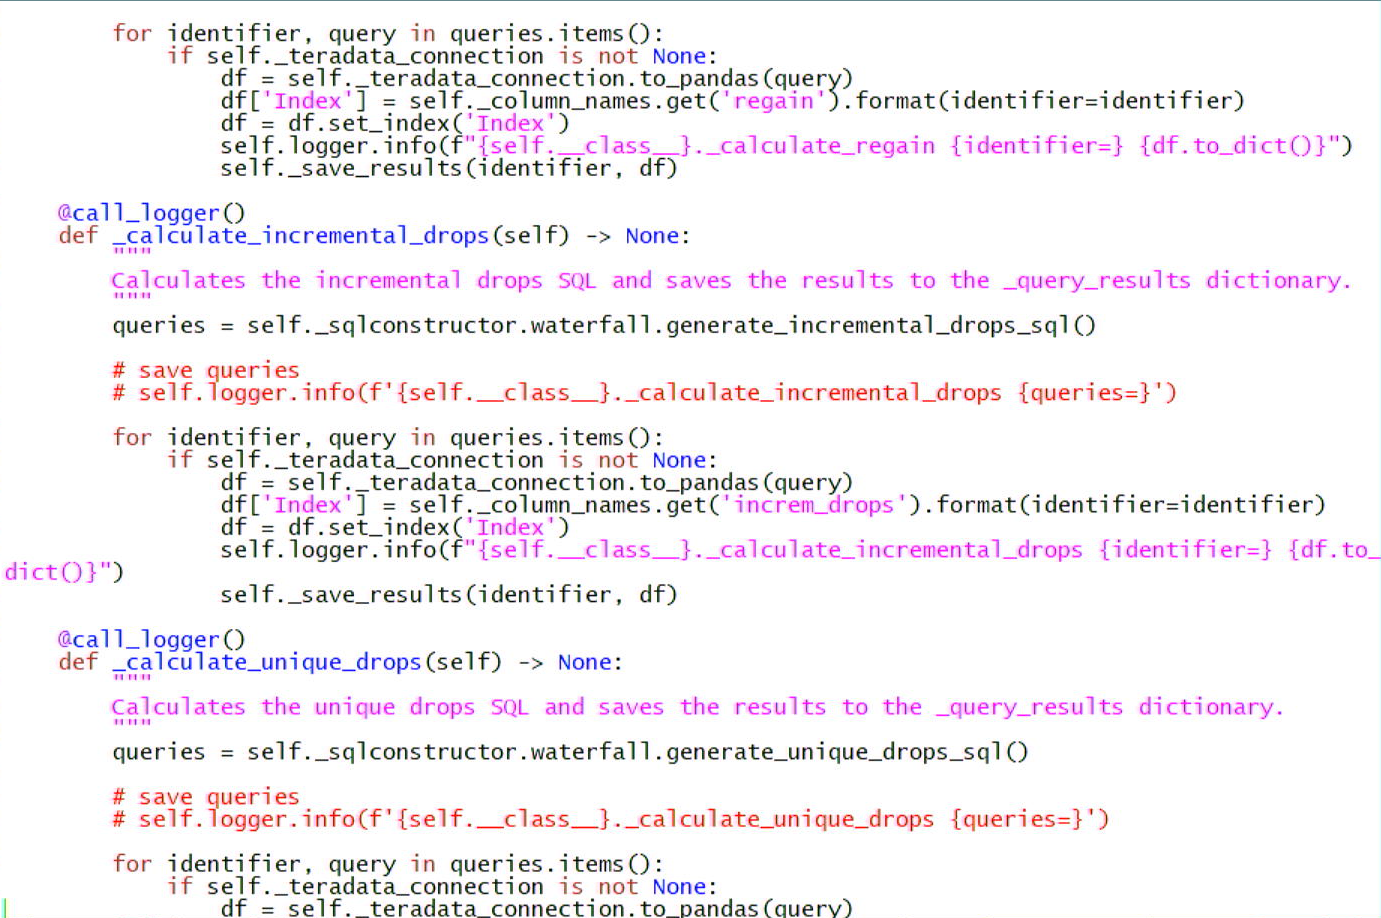 for identifier, query in queries.items():
            if self._teradata_connection is not None:
                df = self._teradata_connection.to_pandas(query)
                df['Index'] = self._column_names.get('regain').format(identifier=identifier)
                df = df.set_index('Index')
                self.logger.info(f"{self.__class__}._calculate_regain {identifier=} {df.to_dict()}")
                self._save_results(identifier, df)

    @call_logger()
    def _calculate_incremental_drops(self) -> None:
        """
        Calculates the incremental drops SQL and saves the results to the _query_results dictionary.
        """
        queries = self._sqlconstructor.waterfall.generate_incremental_drops_sql()

        # save queries
        # self.logger.info(f'{self.__class__}._calculate_incremental_drops {queries=}')

        for identifier, query in queries.items():
            if self._teradata_connection is not None:
                df = self._teradata_connection.to_pandas(query)
                df['Index'] = self._column_names.get('increm_drops').format(identifier=identifier)
                df = df.set_index('Index')
                self.logger.info(f"{self.__class__}._calculate_incremental_drops {identifier=} {df.to_
dict()}")
                self._save_results(identifier, df)

    @call_logger()
    def _calculate_unique_drops(self) -> None:
        """
        Calculates the unique drops SQL and saves the results to the _query_results dictionary.
        """
        queries = self._sqlconstructor.waterfall.generate_unique_drops_sql()

        # save queries
        # self.logger.info(f'{self.__class__}._calculate_unique_drops {queries=}')

        for identifier, query in queries.items():
            if self._teradata_connection is not None:
                df = self._teradata_connection.to_pandas(query)